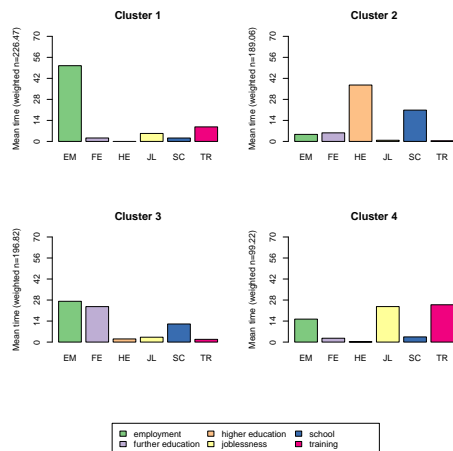 Cluster 1
Mean time (weighted n=226.47)
70
56
42
28
14
0
EM FE HE JL SC TR
Cluster 2
Mean time (weighted n=189.06)
70
56
42
28
14
0
EM FE HE JL SC TR
Cluster 3
Mean time (weighted n=196.82)
70
56
42
28
14
0
EM FE HE JL SC TR
Cluster 4
Mean time (weighted n=99.22)
70
56
42
28
14
0
EM FE HE JL SC TR
employment higher education school
further education joblessness training